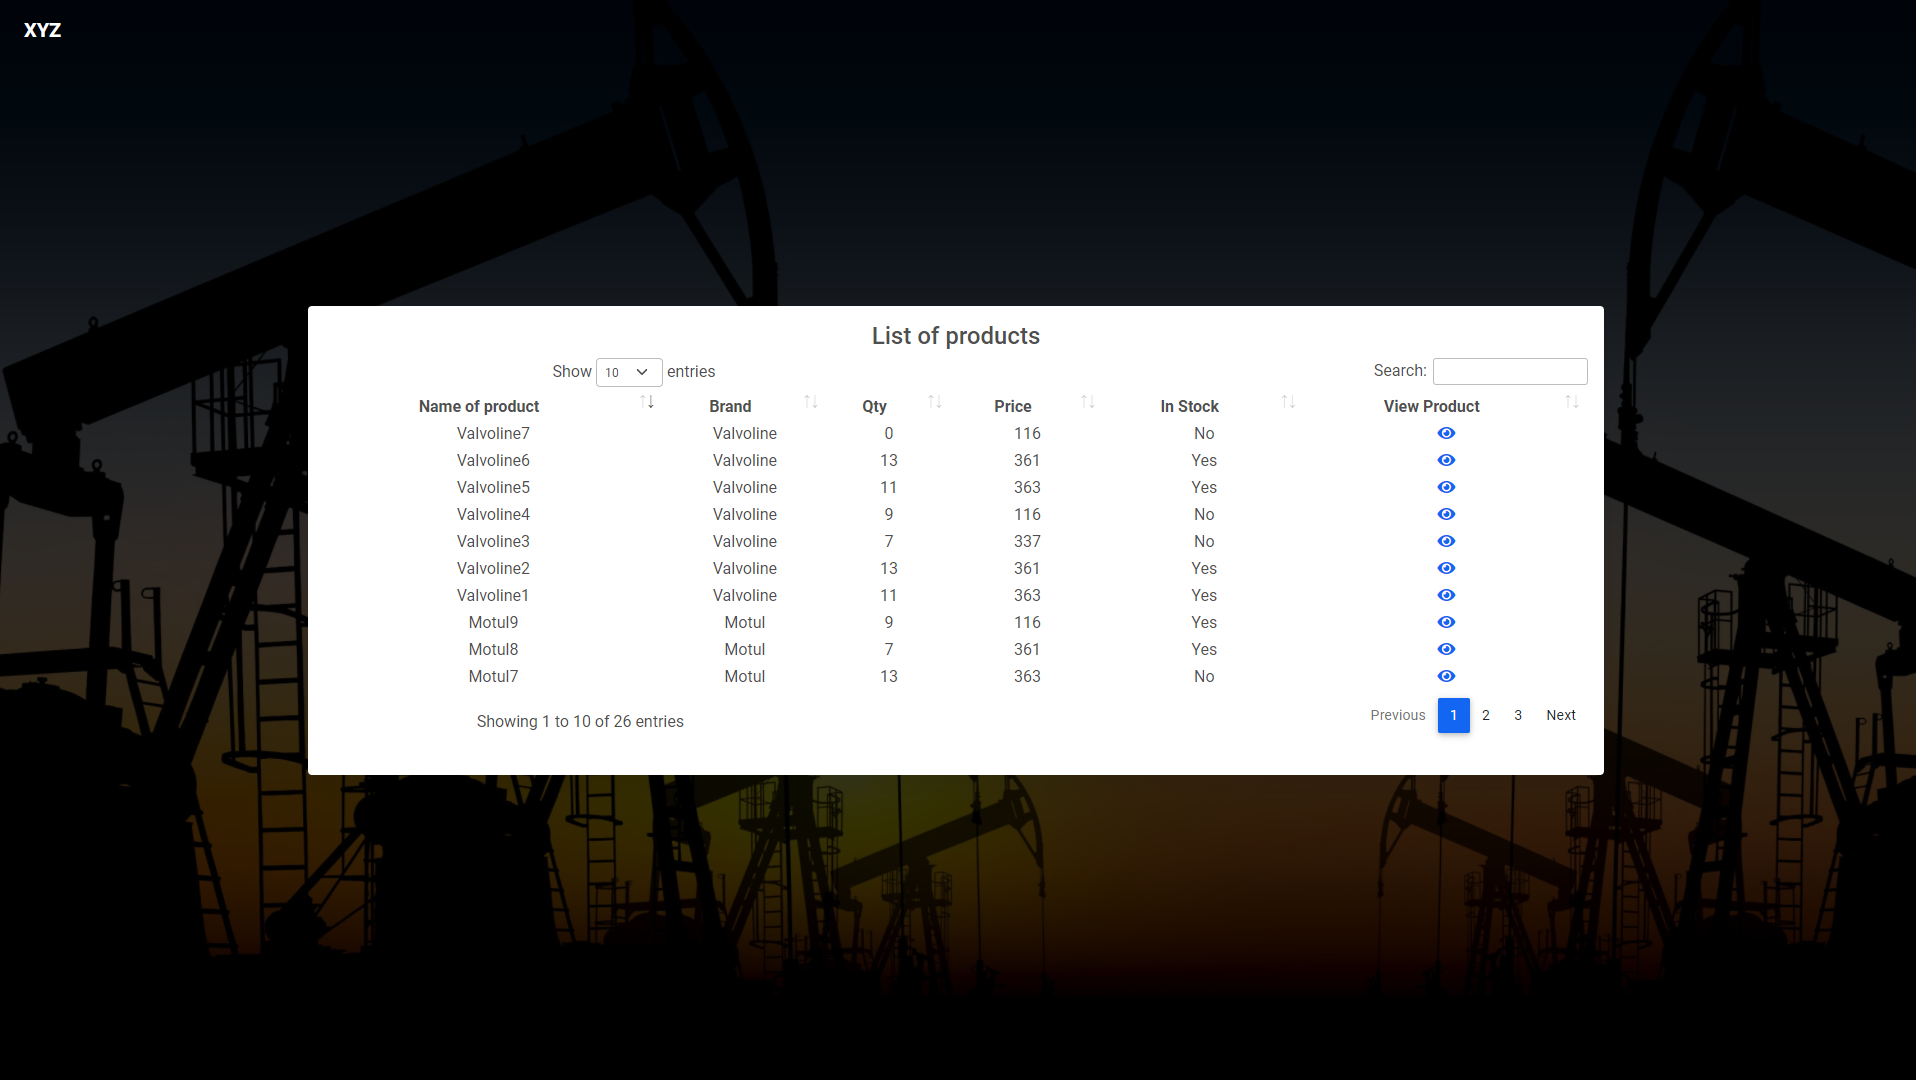 XYZ
List of products
Show 10 entries Search:
Name of product Brand Qty Price In Stock View Product
Valvoline7 Valvoline 0 116 No
Valvoline6 Valvoline 13 361 Yes
Valvoline5 Valvoline 11 363 Yes
Valvoline4 Valvoline 9 116 No
Valvoline3 Valvoline 7 337 No
Valvoline2 Valvoline 13 361 Yes
Valvoline1 Valvoline 11 363 Yes
Motul9 Motul 9 116 Yes
Motul8 Motul 7 361 Yes
Motul7 Motul 13 363 No
Showing 1 to 10 of 26 entries Previous 1 2 3 Next